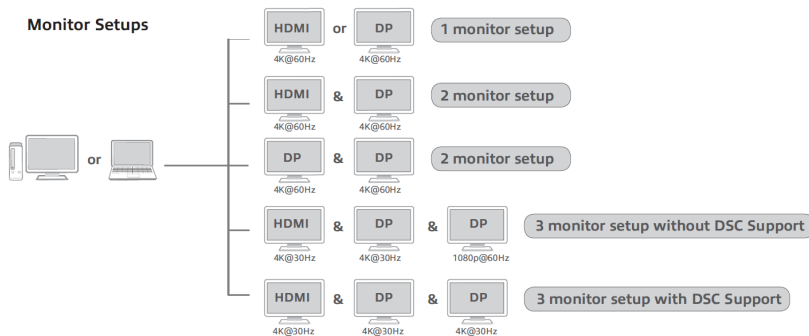 Monitor Setups
HDMI or DP 1 monitor setup
4K@60Hz 4K@60Hz
HDMI & DP 2 monitor setup
4K@60Hz 4K@60Hz
or
DP & DP 2 monitor setup
4K@60Hz 4K@60Hz
HDMI & DP & DP 3 monitor setup without DSC Support
4K@30Hz 4K@30Hz 1080p@60Hz
HDMI & DP & DP 3 monitor setup with DSC Support
4K@30Hz 4K@30Hz 4K@30Hz